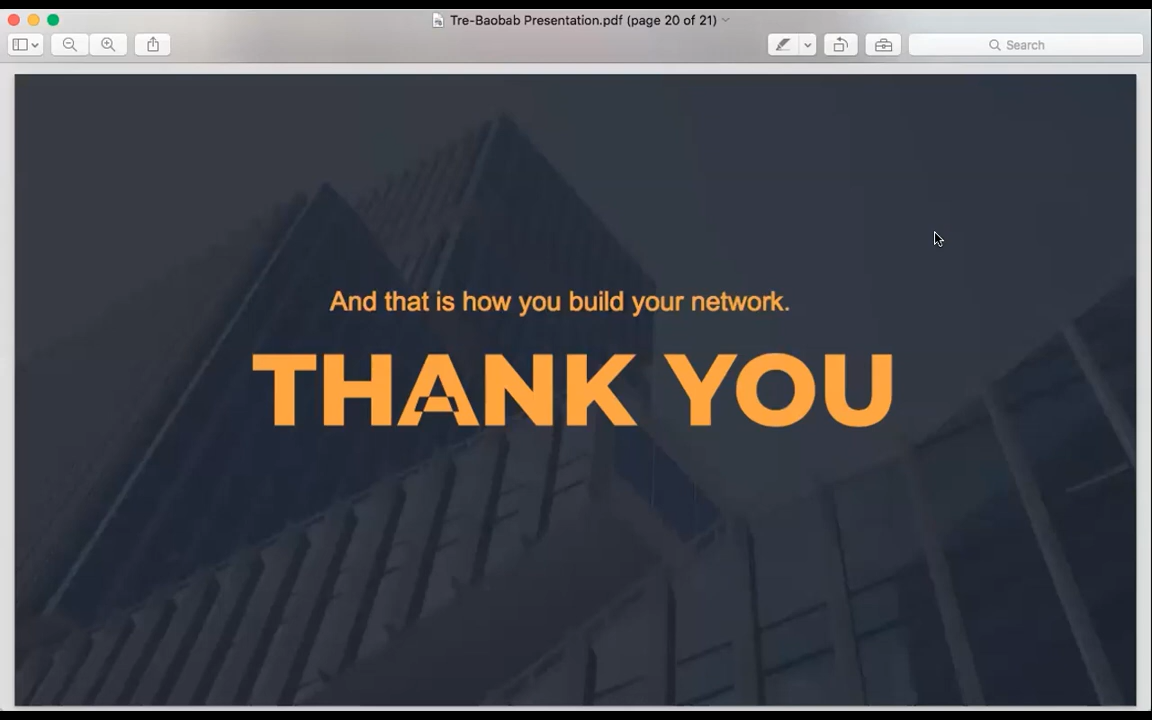 Tre-Baobab Presentation.pdf (page 20 of 21)
Search
And that is how you build your network.
THANK YOU